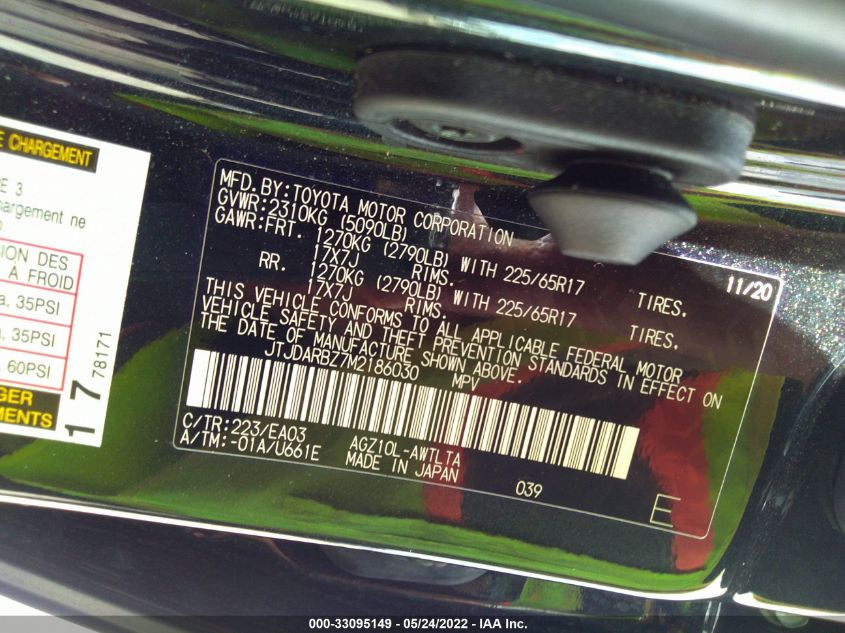 E CHARGEMENT
E 3
chargement ne
ION DES
A FROID
a, 35PSI
a, 35PSI
, 60PSI
GER
EMENTS
17 78171
MFD.BY:TOYOTA MOTOR CORPORATION 11/20
GVWR:2310KG (5090LB)
GAWR:FRT. 1270KG (2790LB) WITH 225/65R17 TIRES.
17X7J RIMS.
RR. 1270KG (2790LB) WITH 225/65R17 TIRES.
17X7J RIMS.
THIS VEHICLE CONFORMS TO ALL APPLICABLE FEDERAL MOTOR
VEHICLE SAFETY AND THEFT PREVENTION STANDARDS IN EFFECT ON
THE DATE OF MANUFACTURE SHOWN ABOVE.
JTJDARBZ7M2186030 MPV
C/TR:223/EA03 AGZ10L-AWTLTA
A/TM:-01A/U661E MADE IN JAPAN
039
E
000-33095149 - 05/24/2022 - IAA Inc.